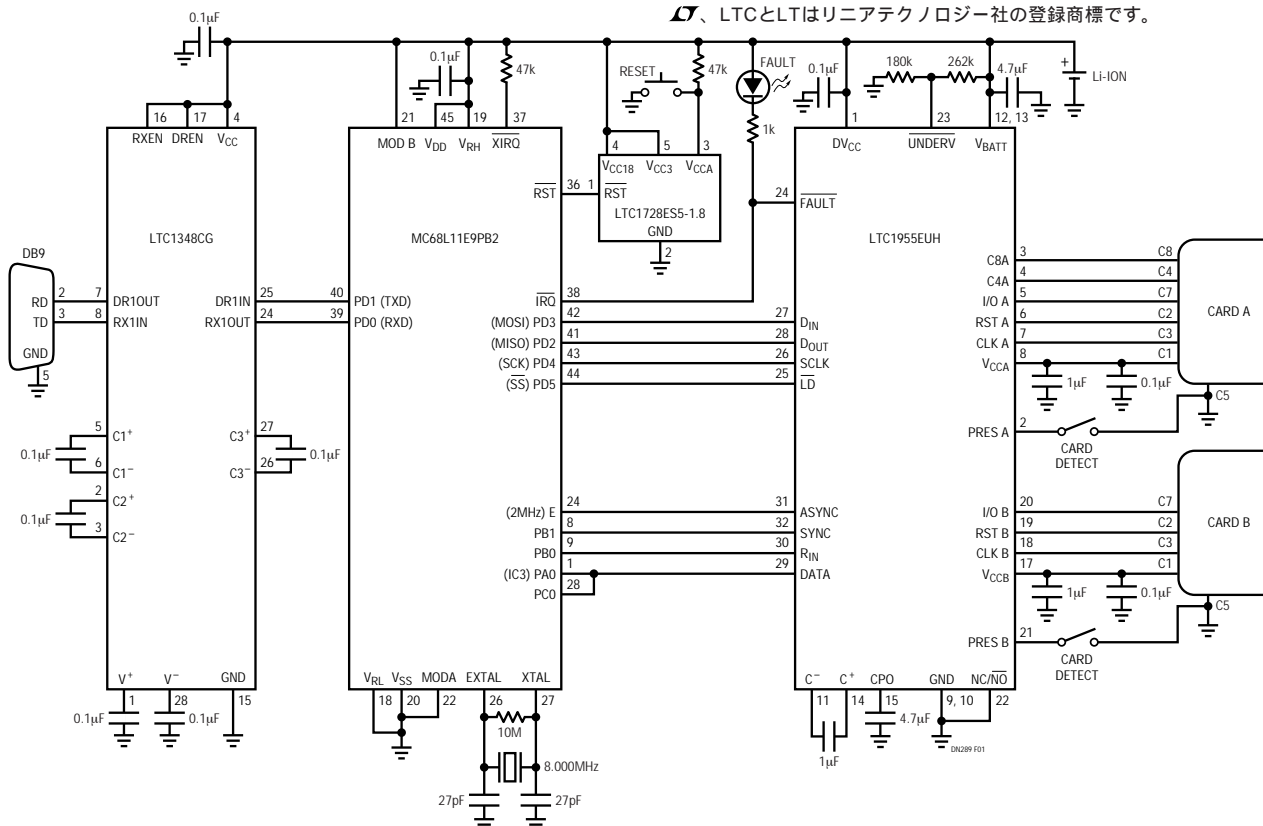 、LTCとLTはリニアテクノロジー社の登録商標です。
0.1µF
16 17 4
RXEN DREN VCC
LTC1348CG
DB9
RD 2 7 DR1OUT
TD 3 8 RX1IN
GND
5
DR1IN 25
RX1OUT 24
5 C1+
0.1µF
6 C1−
2 C2+
0.1µF
3 C2−
C3+ 27
0.1µF
C3− 26
V+ V− GND
1 28 15
0.1µF 0.1µF
0.1µF
47k
21 45 19 37
MOD B VDD VRH XIRQ
MC68L11E9PB2
40 PD1 (TXD)
39 PD0 (RXD)
RST 36
IRQ 38
(MOSI) PD3 42
(MISO) PD2 41
(SCK) PD4 43
(SS) PD5 44
(2MHz) E 24
PB1 8
PB0 9
(IC3) PA0 1
PC0 28
VRL VSS MODA EXTAL XTAL
18 20 22 26 27
10M
8.000MHz
27pF 27pF
RESET
47k
4 5 3
VCC18 VCC3 VCCA
1 RST
LTC1728ES5-1.8
GND
2
FAULT
1k
0.1µF
180k 262k
4.7µF
+
Li-ION
1 23 12, 13
DVCC UNDERV VBATT
24 FAULT
LTC1955EUH
27 DIN
28 DOUT
26 SCLK
25 LD
31 ASYNC
32 SYNC
30 RIN
29 DATA
C8A 3 C8
C4A 4 C4
I/O A 5 C7
RST A 6 C2
CLK A 7 C3
VCCA 8 C1
CARD A
1µF 0.1µF
C5
PRES A 2
CARD
DETECT
I/O B 20 C7
RST B 19 C2
CLK B 18 C3
VCCB 17 C1
CARD B
1µF 0.1µF
C5
PRES B 21
CARD
DETECT
C− C+ CPO GND NC/NO
11 14 15 9, 10 22
1µF
4.7µF
DN289 F01